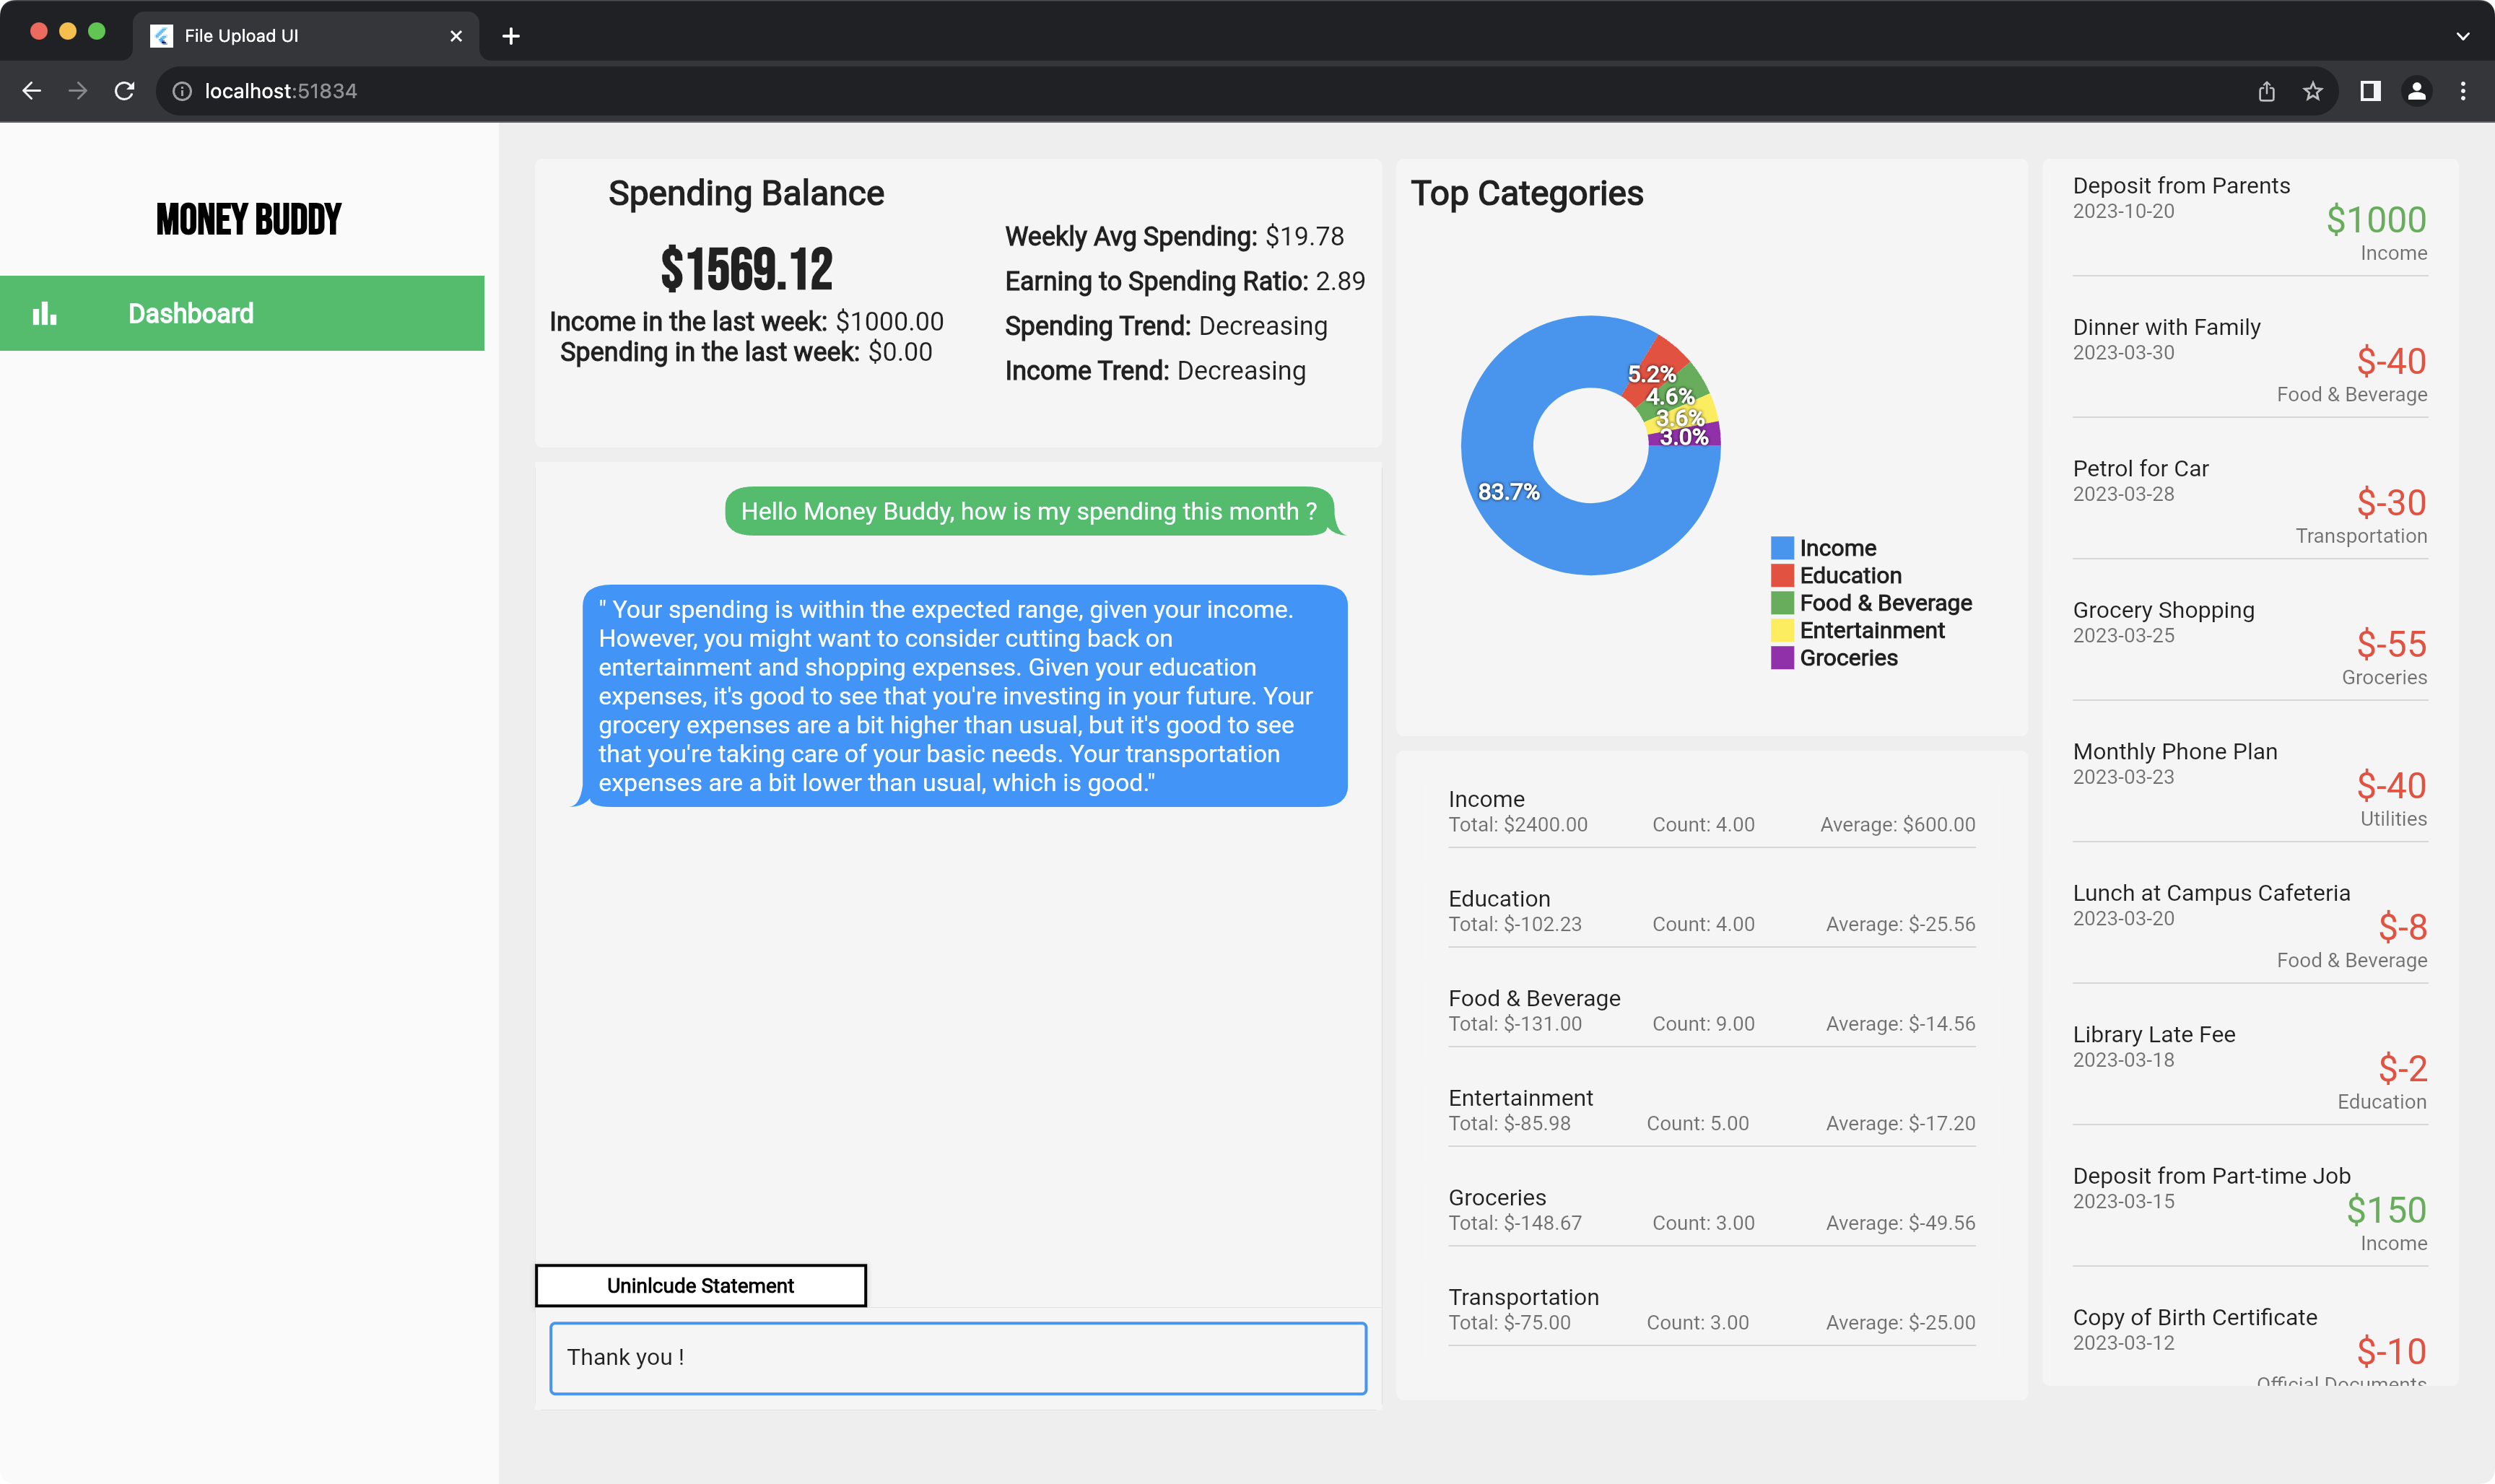 File Upload UI
localhost:51834
MONEY BUDDY
Dashboard
Spending Balance
$1569.12
Income in the last week: $1000.00
Spending in the last week: $0.00
Weekly Avg Spending: $19.78
Earning to Spending Ratio: 2.89
Spending Trend: Decreasing
Income Trend: Decreasing
Hello Money Buddy, how is my spending this month ?
" Your spending is within the expected range, given your income.
However, you might want to consider cutting back on
entertainment and shopping expenses. Given your education
expenses, it's good to see that you're investing in your future. Your
grocery expenses are a bit higher than usual, but it's good to see
that you're taking care of your basic needs. Your transportation
expenses are a bit lower than usual, which is good."
Uninlcude Statement
Thank you !
Top Categories
5.2%
4.6%
3.6%
3.0%
83.7%
Income
Education
Food & Beverage
Entertainment
Groceries
Income
Total: $2400.00 Count: 4.00 Average: $600.00
Education
Total: $-102.23 Count: 4.00 Average: $-25.56
Food & Beverage
Total: $-131.00 Count: 9.00 Average: $-14.56
Entertainment
Total: $-85.98 Count: 5.00 Average: $-17.20
Groceries
Total: $-148.67 Count: 3.00 Average: $-49.56
Transportation
Total: $-75.00 Count: 3.00 Average: $-25.00
Deposit from Parents
2023-10-20
$1000
Income
Dinner with Family
2023-03-30
$-40
Food & Beverage
Petrol for Car
2023-03-28
$-30
Transportation
Grocery Shopping
2023-03-25
$-55
Groceries
Monthly Phone Plan
2023-03-23
$-40
Utilities
Lunch at Campus Cafeteria
2023-03-20
$-8
Food & Beverage
Library Late Fee
2023-03-18
$-2
Education
Deposit from Part-time Job
2023-03-15
$150
Income
Copy of Birth Certificate
2023-03-12
$-10
Official Documents